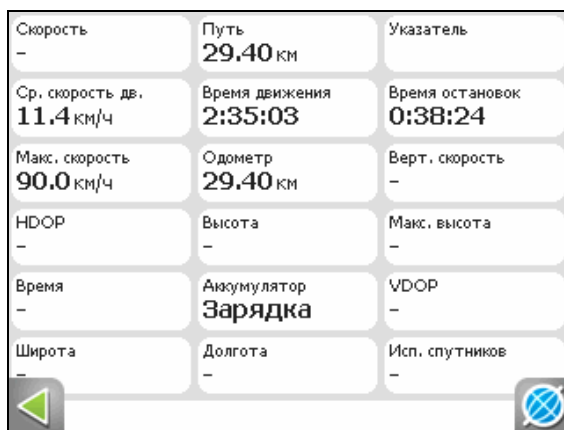 Скорость
–
Путь
29.40 км
Указатель
Ср. скорость дв.
11.4 км/ч
Время движения
2:35:03
Время остановок
0:38:24
Макс. скорость
90.0 км/ч
Одометр
29.40 км
Верт. скорость
–
HDOP
–
Высота
–
Макс. высота
–
Время
–
Аккумулятор
Зарядка
VDOP
–
Широта
–
Долгота
–
Исп. спутников
–